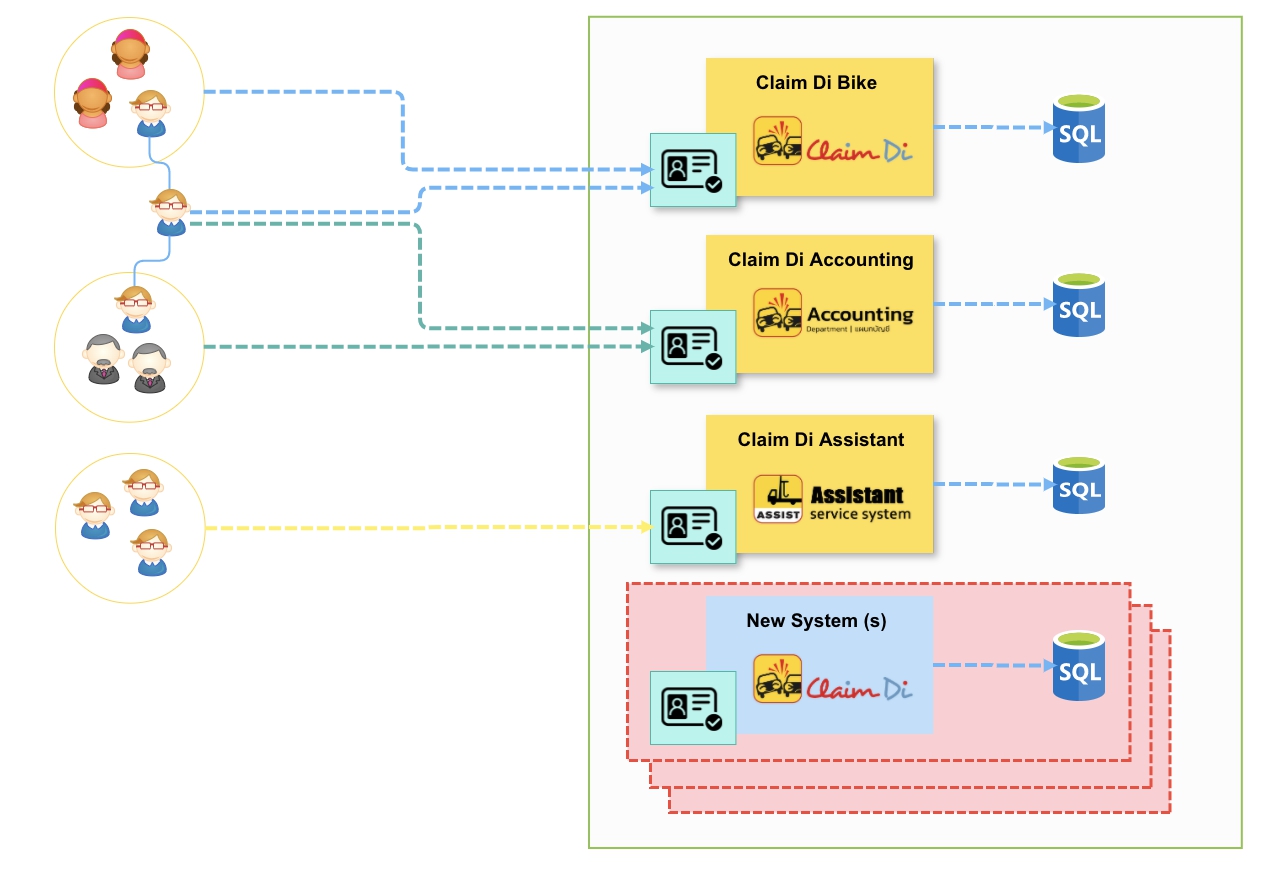 Claim Di Bike
Claim Di
SQL
Claim Di Accounting
Accounting
Department | แผนกบัญชี
SQL
Claim Di Assistant
ASSIST
Assistant
service system
SQL
New System (s)
Claim Di
SQL